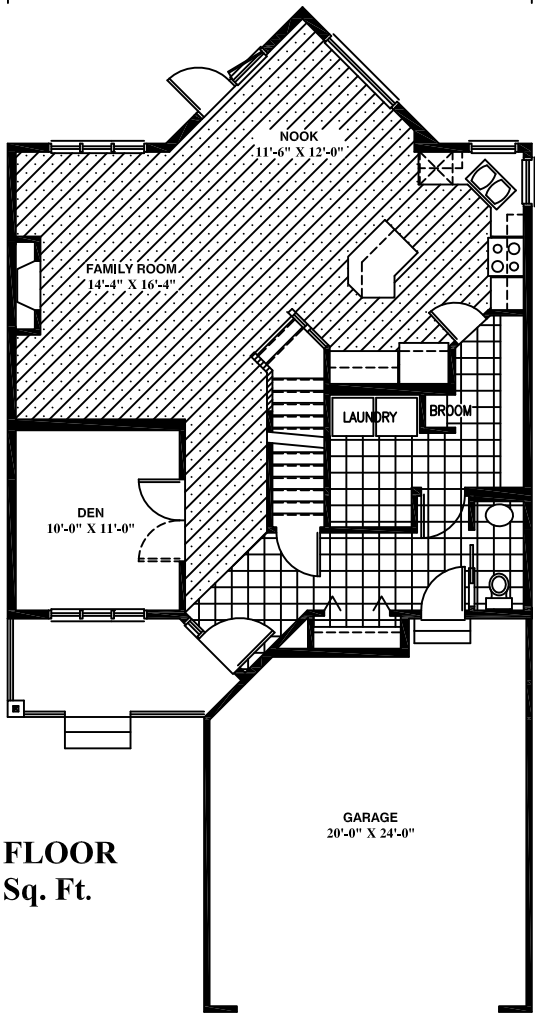 NOOK
11'-6" X 12'-0"
FAMILY ROOM
14'-4" X 16'-4"
LAUNDRY
BROOM
DEN
10'-0" X 11'-0"
GARAGE
20'-0" X 24'-0"
FLOOR
Sq. Ft.